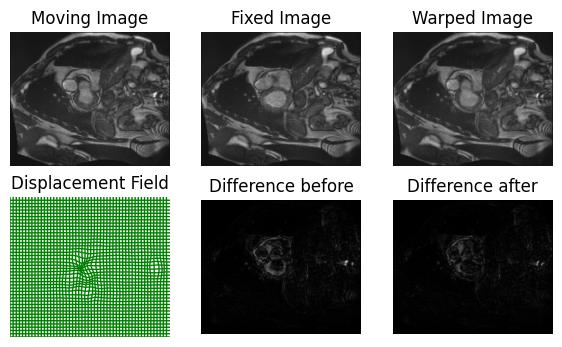 Moving Image
Fixed Image
Warped Image
Displacement Field
Difference before
Difference after